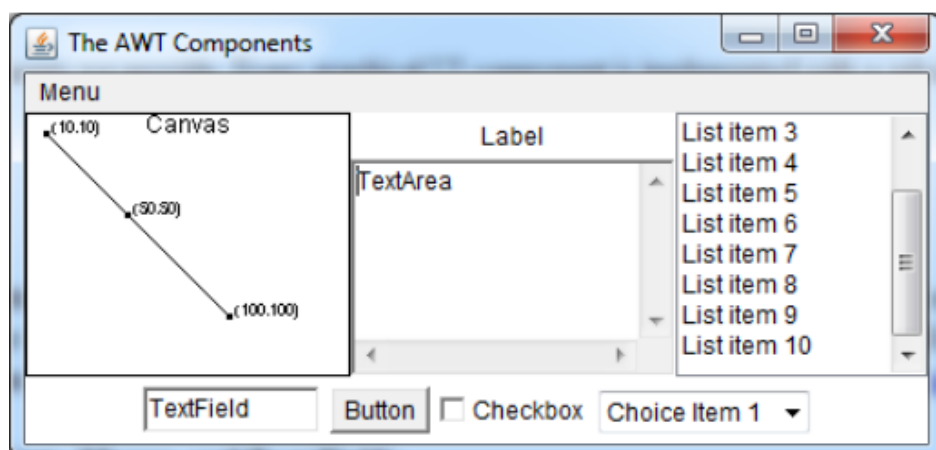 The AWT Components
Menu
Canvas
(10.10)
(50.50)
(100.100)
Label
TextArea
List item 3
List item 4
List item 5
List item 6
List item 7
List item 8
List item 9
List item 10
TextField
Button
Checkbox
Choice Item 1